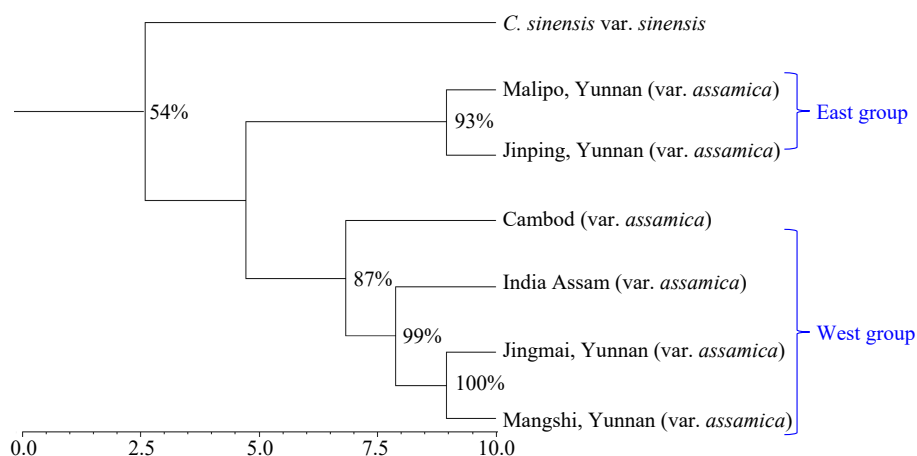 C. sinensis var. sinensis
54%
Malipo, Yunnan (var. assamica)
93%
East group
Jinping, Yunnan (var. assamica)
Cambod (var. assamica)
87%
India Assam (var. assamica)
99%
West group
Jingmai, Yunnan (var. assamica)
100%
Mangshi, Yunnan (var. assamica)
0.0 2.5 5.0 7.5 10.0